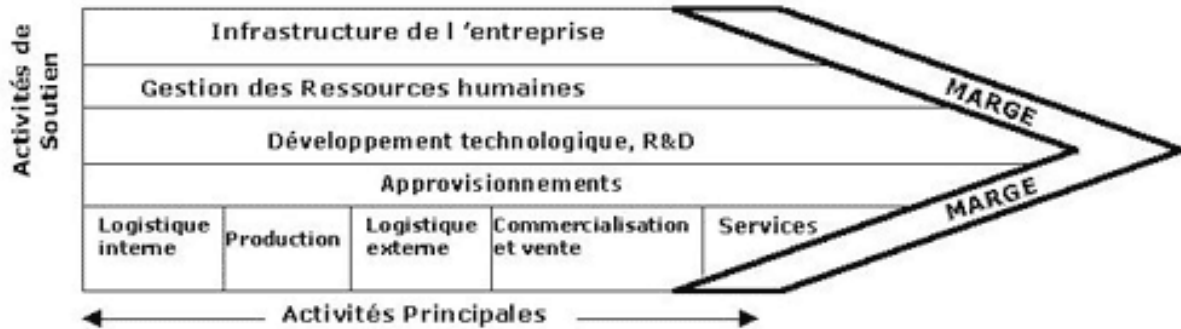 Activités de
Soutien
Infrastructure de l 'entreprise
Gestion des Ressources humaines
Développement technologique, R&D
Approvisionnements
Logistique
interne
Production
Logistique
externe
Commercialisation
et vente
Services
MARGE
MARGE
Activités Principales